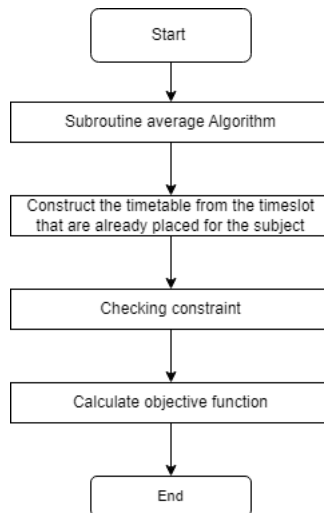 Start
Subroutine average Algorithm
Construct the timetable from the timeslot
that are already placed for the subject
Checking constraint
Calculate objective function
End